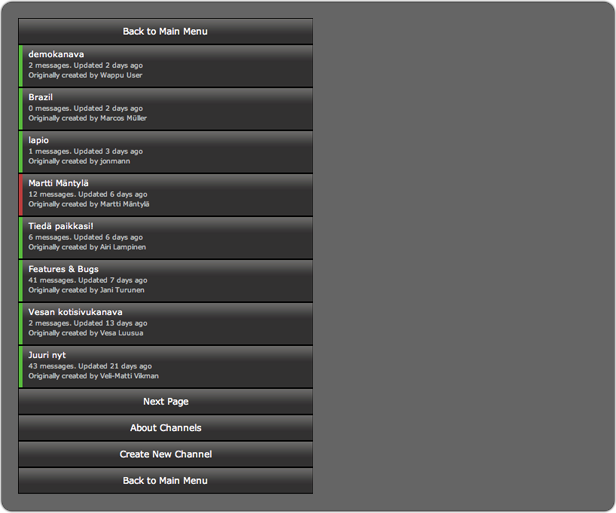 Back to Main Menu
demokanava
2 messages. Updated 2 days ago
Originally created by Wappu User
Brazil
0 messages. Updated 2 days ago
Originally created by Marcos Müller
lapio
1 messages. Updated 3 days ago
Originally created by jonmann
Martti Mäntylä
12 messages. Updated 6 days ago
Originally created by Martti Mäntylä
Tiedä paikkasi!
6 messages. Updated 6 days ago
Originally created by Airi Lampinen
Features & Bugs
41 messages. Updated 7 days ago
Originally created by Jani Turunen
Vesan kotisivukanava
2 messages. Updated 13 days ago
Originally created by Vesa Luusua
Juuri nyt
43 messages. Updated 21 days ago
Originally created by Veli-Matti Vikman
Next Page
About Channels
Create New Channel
Back to Main Menu